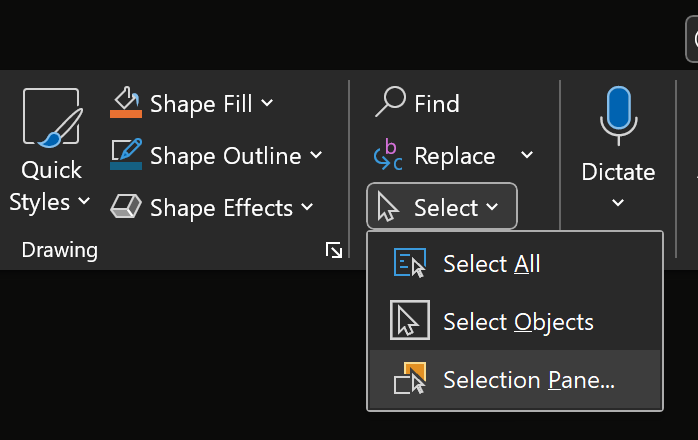 Shape Fill
Find
Shape Outline
bc Replace
Quick Styles
Dictate
Shape Effects
Select
Drawing
Select All
Select Objects
Selection Pane...